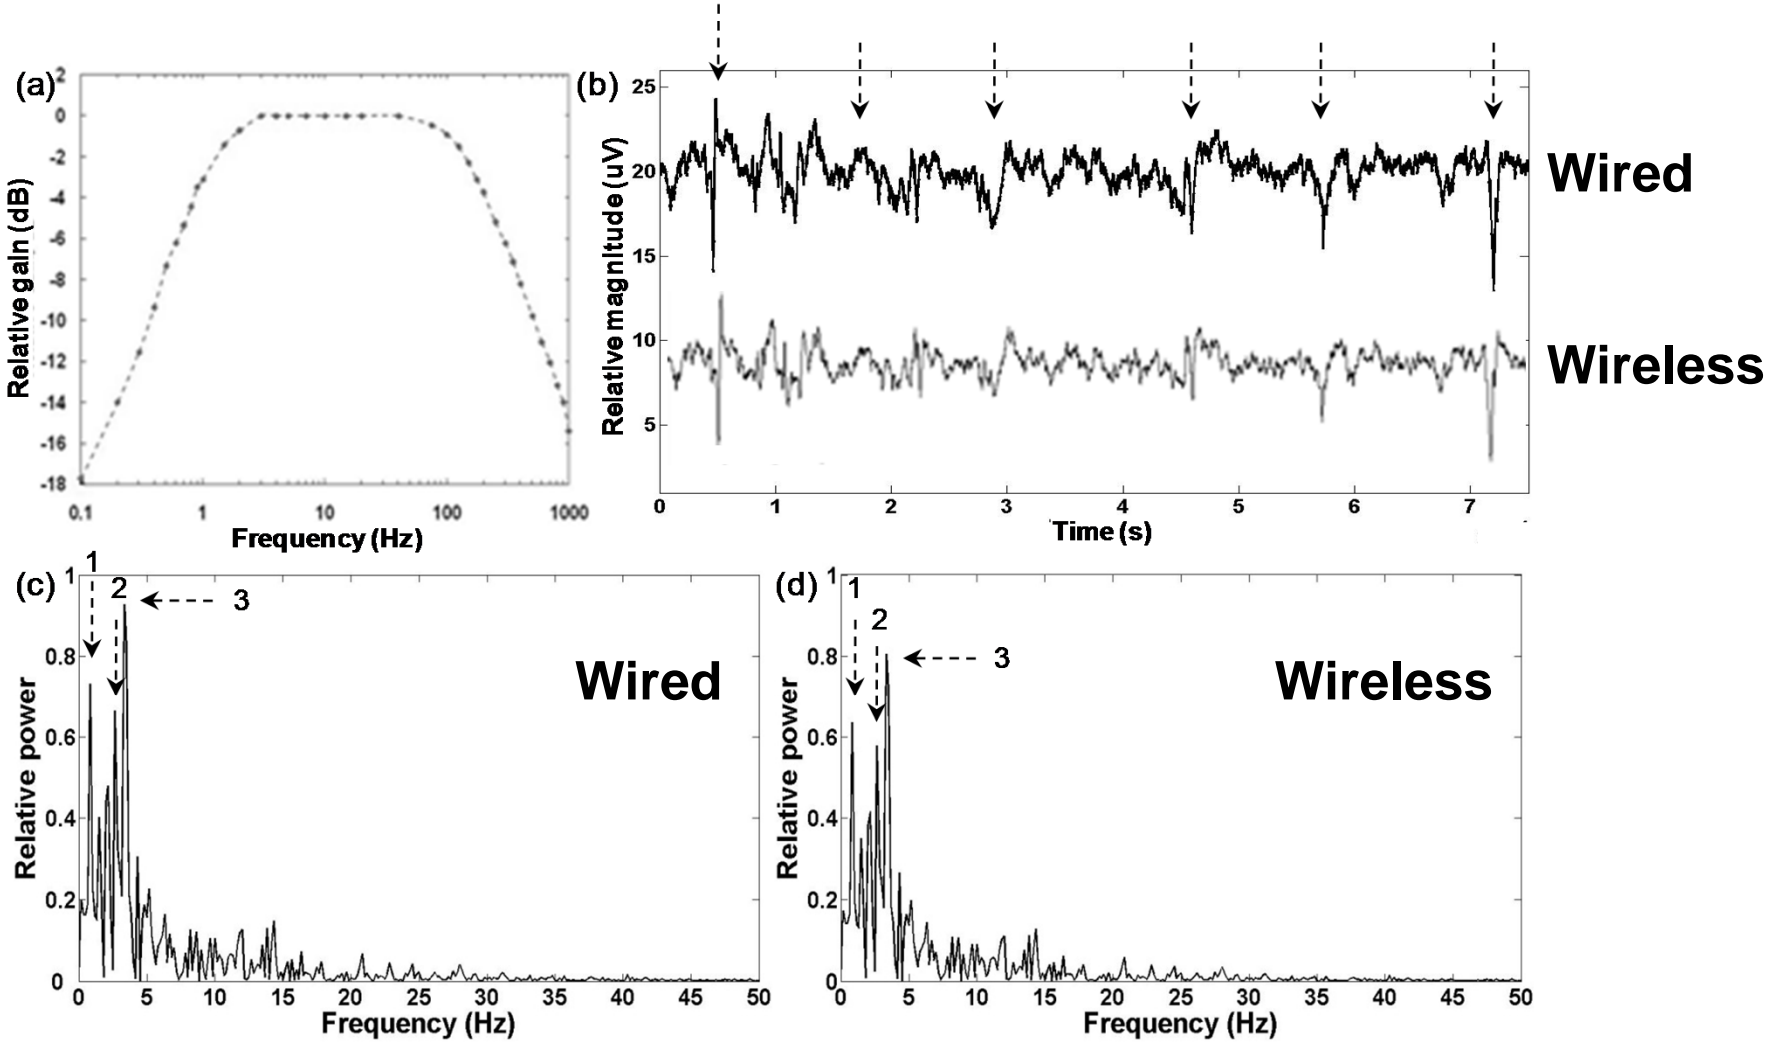 (a)
2
0
-2
-4
-6
-8
-10
-12
-14
-16
-18
Relative gain (dB)
0.1 1 10 100 1000
Frequency (Hz)
(b)
25
20
15
10
5
Relative magnitude (uV)
0 1 2 3 4 5 6 7
Time (s)
Wired
Wireless
(c)
1
0.8
0.6
0.4
0.2
0
Relative power
1
2
3
Wired
0 5 10 15 20 25 30 35 40 45 50
Frequency (Hz)
(d)
1
0.8
0.6
0.4
0.2
0
Relative power
1
2
3
Wireless
0 5 10 15 20 25 30 35 40 45 50
Frequency (Hz)